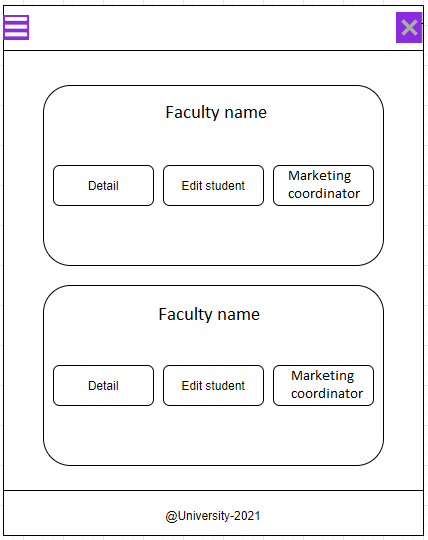 Faculty name
Detail
Edit student
Marketing
coordinator
Faculty name
Detail
Edit student
Marketing
coordinator
@University-2021